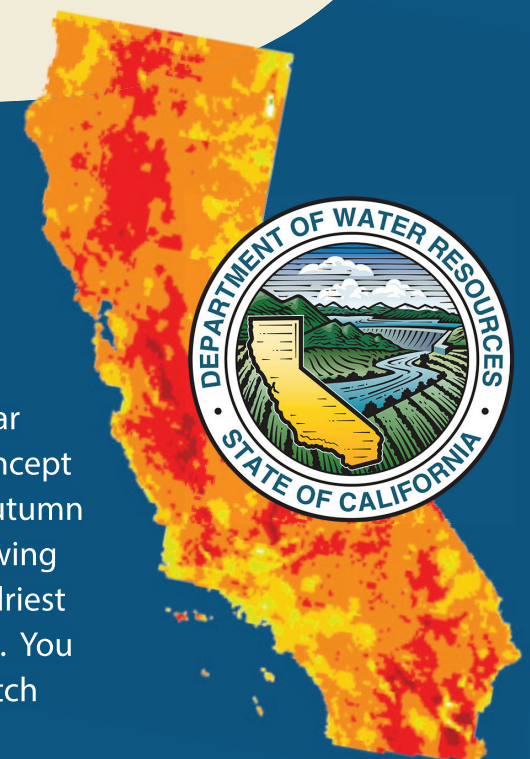 DEPARTMENT OF WATER RESOURCES
STATE OF CALIFORNIA
ar
ncept
utumn
wing
driest
. You
tch